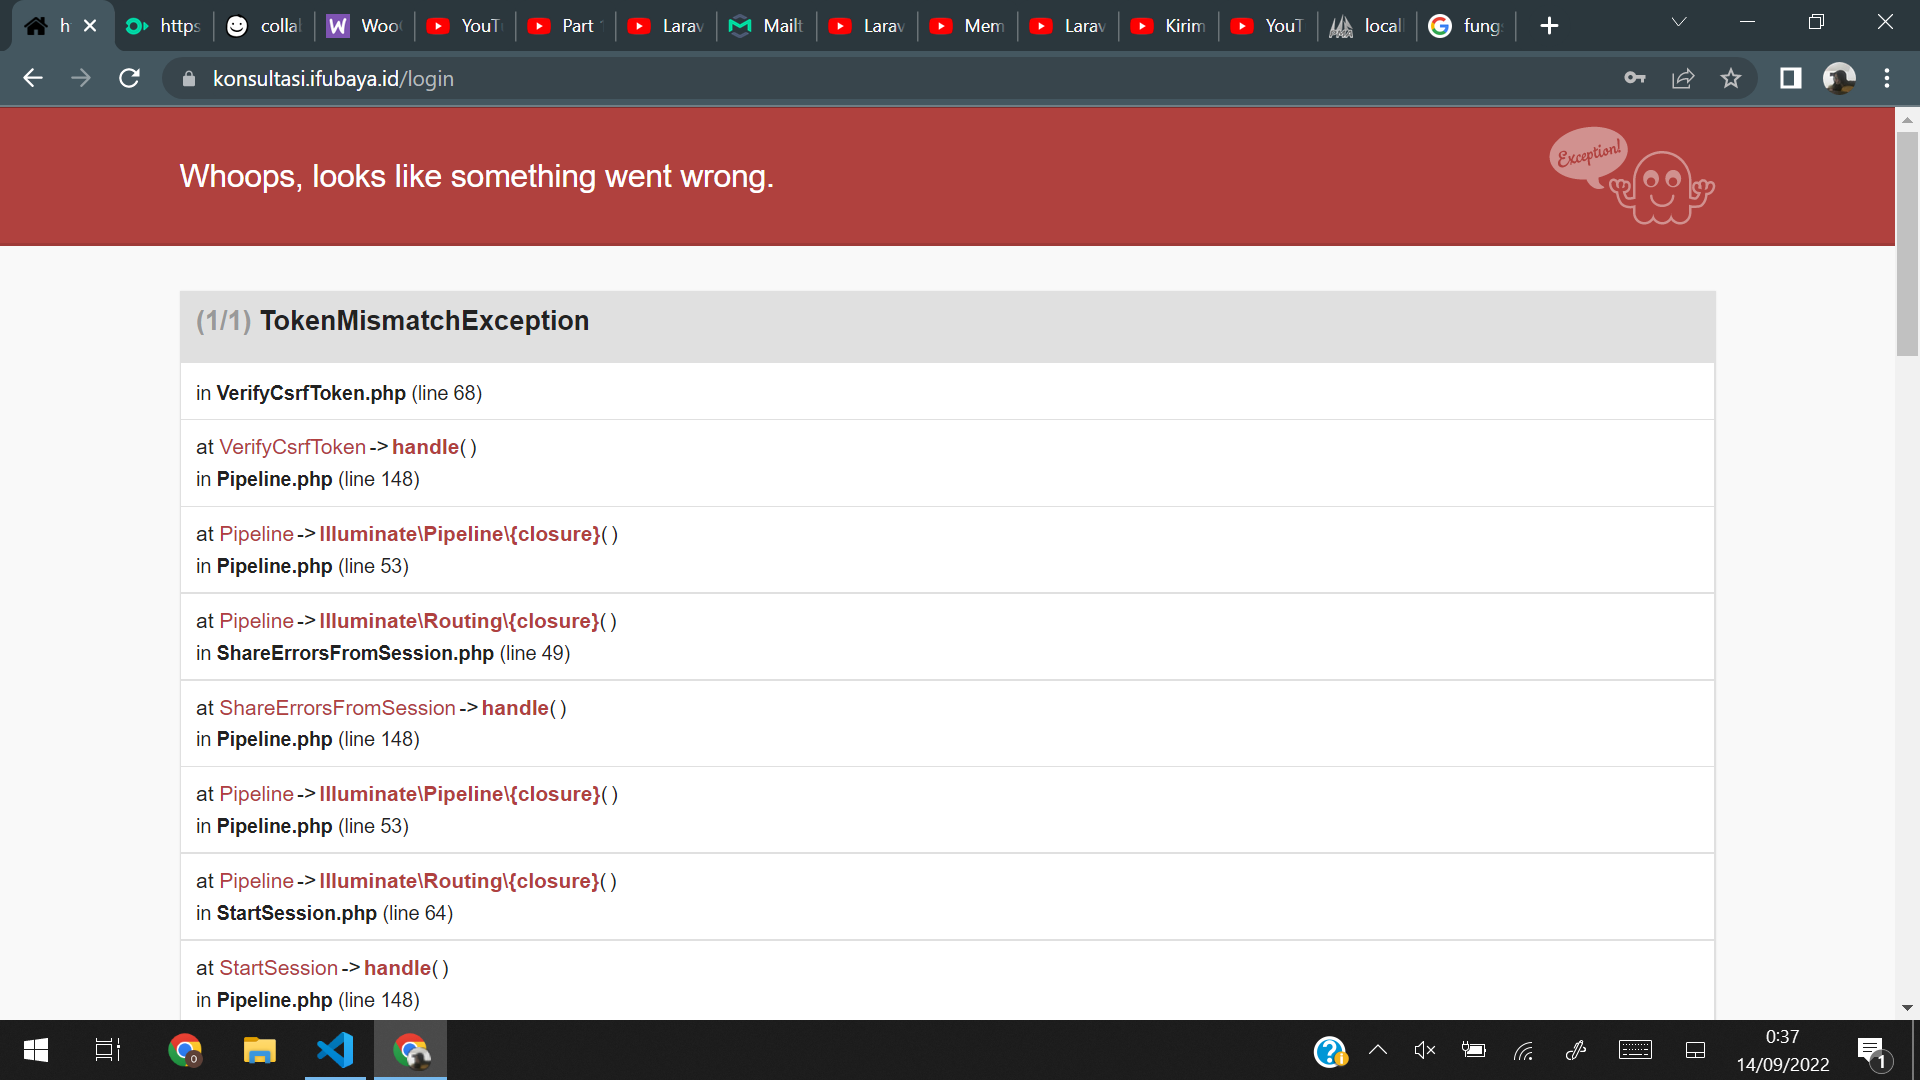 h
https
colla
Woo
YouT
Part
Larav
Mailt
Larav
Mem
Larav
Kirim
YouT
local
fung
konsultasi.ifubaya.id/login
Whoops, looks like something went wrong.
Exception!
(1/1) TokenMismatchException
in VerifyCsrfToken.php (line 68)
at VerifyCsrfToken->handle()
in Pipeline.php (line 148)
at Pipeline->Illuminate\Pipeline\{closure}()
in Pipeline.php (line 53)
at Pipeline->Illuminate\Routing\{closure}()
in ShareErrorsFromSession.php (line 49)
at ShareErrorsFromSession->handle()
in Pipeline.php (line 148)
at Pipeline->Illuminate\Pipeline\{closure}()
in Pipeline.php (line 53)
at Pipeline->Illuminate\Routing\{closure}()
in StartSession.php (line 64)
at StartSession->handle()
in Pipeline.php (line 148)
0:37
14/09/2022
1